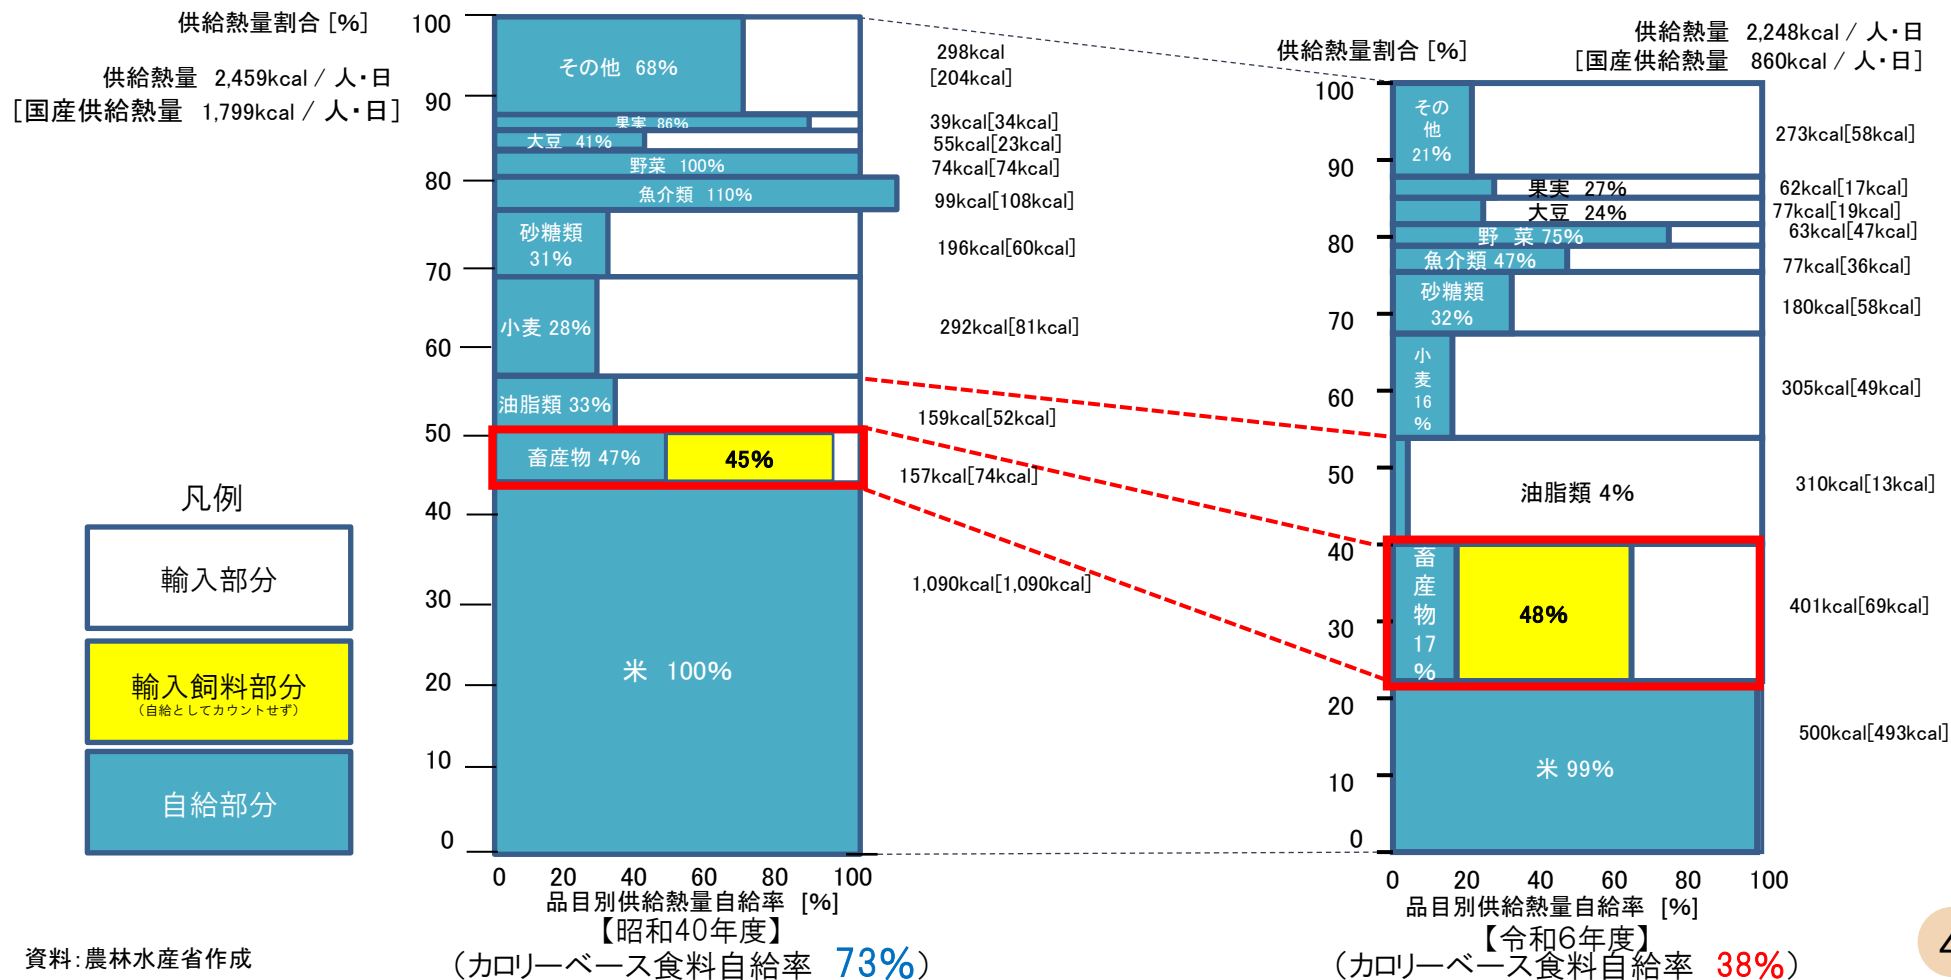 供給熱量割合 [%]
供給熱量 2,459kcal / 人・日
[国産供給熱量 1,799kcal / 人・日]
100
90
80
70
60
50
40
30
20
10
0
その他 68%
果実 86%
大豆 41%
野菜 100%
魚介類 110%
砂糖類
31%
小麦 28%
油脂類 33%
畜産物 47%
45%
米 100%
298kcal
[204kcal]
39kcal[34kcal]
55kcal[23kcal]
74kcal[74kcal]
99kcal[108kcal]
196kcal[60kcal]
292kcal[81kcal]
159kcal[52kcal]
157kcal[74kcal]
1,090kcal[1,090kcal]
0 20 40 60 80 100
品目別供給熱量自給率 [%]
【昭和40年度】
(カロリーベース食料自給率 73%)
凡例
輸入部分
輸入飼料部分
(自給としてカウントせず)
自給部分
資料:農林水産省作成
供給熱量割合 [%]
供給熱量 2,248kcal / 人・日
[国産供給熱量 860kcal / 人・日]
100
90
80
70
60
50
40
30
20
10
0
その
他
21%
果実 27%
大豆 24%
野 菜 75%
魚介類 47%
砂糖類
32%
小
麦
16
%
油脂類 4%
畜
産
物
17
%
48%
米 99%
273kcal[58kcal]
62kcal[17kcal]
77kcal[19kcal]
63kcal[47kcal]
77kcal[36kcal]
180kcal[58kcal]
305kcal[49kcal]
310kcal[13kcal]
401kcal[69kcal]
500kcal[493kcal]
0 20 40 60 80 100
品目別供給熱量自給率 [%]
【令和6年度】
(カロリーベース食料自給率 38%)
4